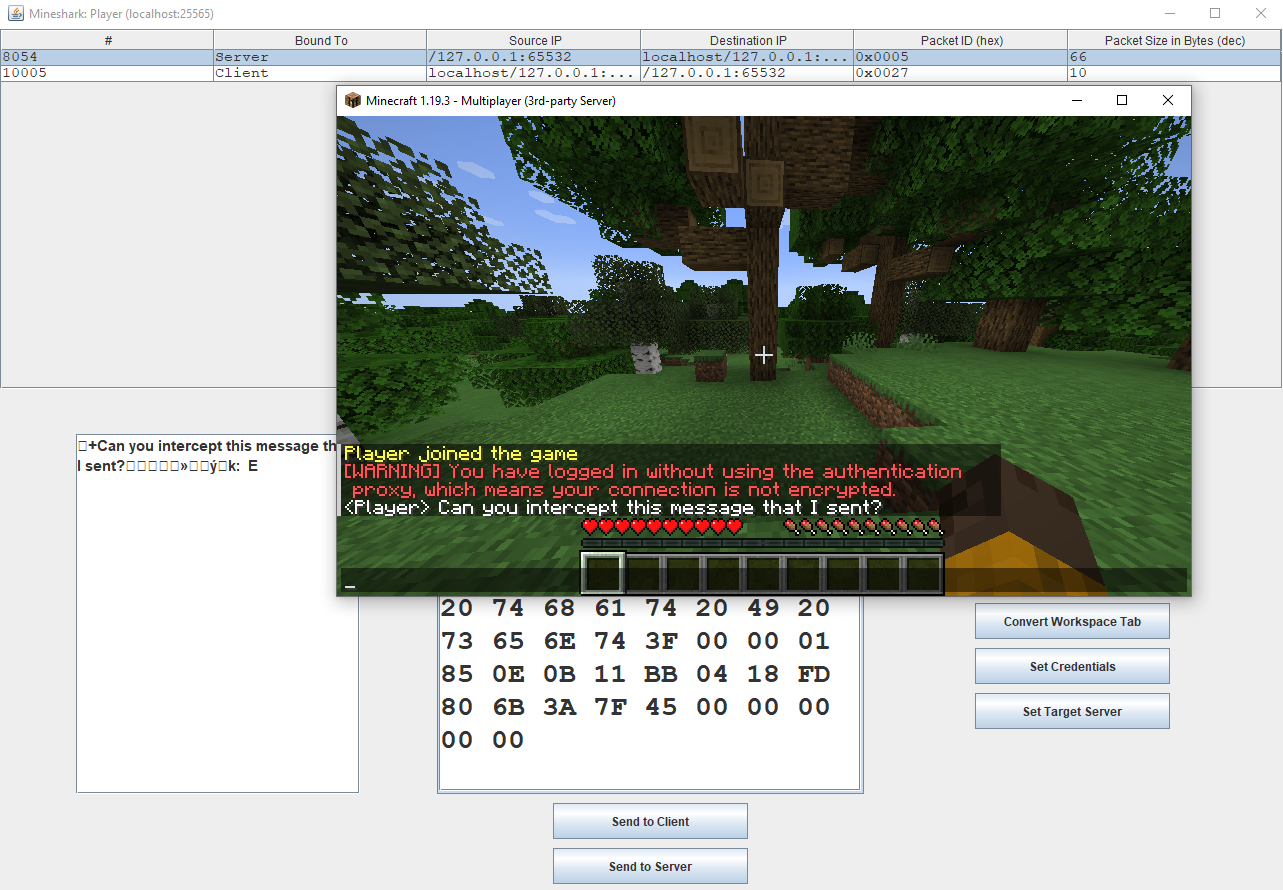 Mineshark: Player (localhost:25565)
# Bound To Source IP Destination IP Packet ID (hex) Packet Size in Bytes (dec)
8054 Server /127.0.0.1:65532 localhost/127.0.0.1:... 0x0005 66
10005 Client localhost/127.0.0.1:... /127.0.0.1:65532 0x0027 10
Minecraft 1.19.3 - Multiplayer (3rd-party Server)
+Can you intercept this message th
I sent? » ý k: E
Player joined the game
[WARNING] You have logged in without using the authentication
proxy, which means your connection is not encrypted.
<Player> Can you intercept this message that I sent?
_
20 74 68 61 74 20 49 20
73 65 6E 74 3F 00 00 01
85 0E 0B 11 BB 04 18 FD
80 6B 3A 7F 45 00 00 00
00 00
Convert Workspace Tab
Set Credentials
Set Target Server
Send to Client
Send to Server